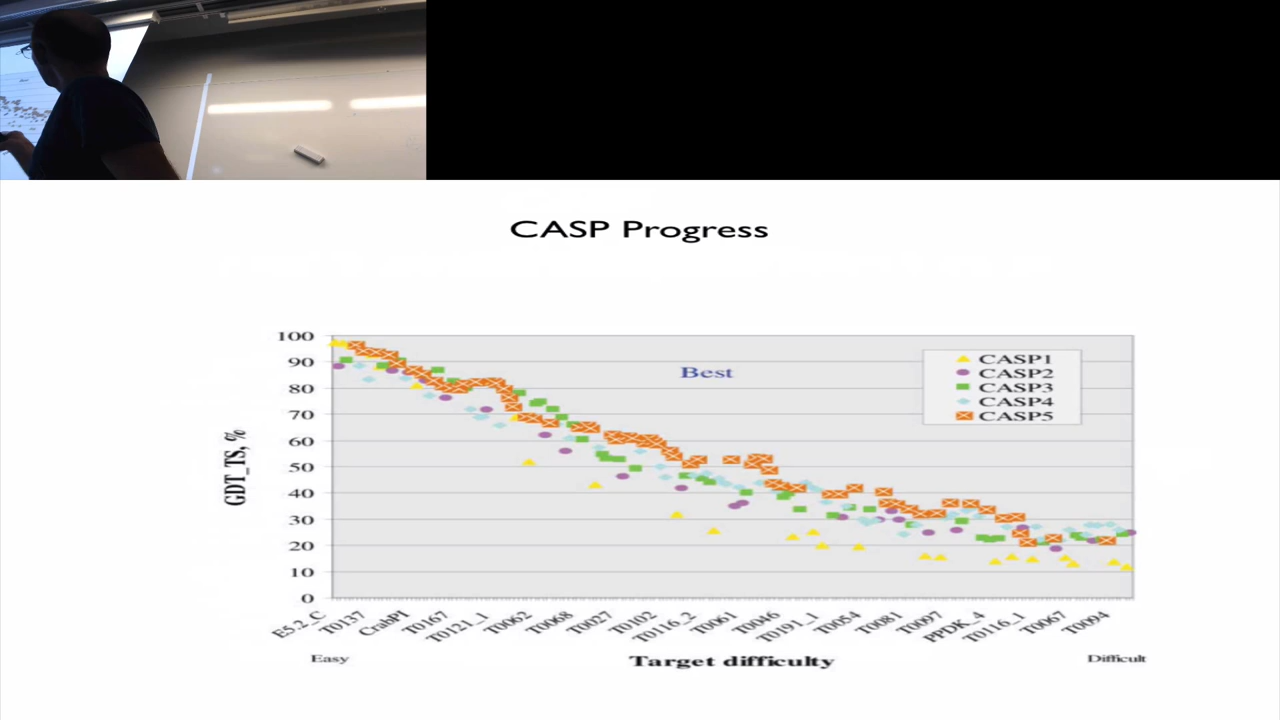 CASP Progress
100
90
80
70
60
50
40
30
20
10
0
GDT_TS, %
Best
CASP1
CASP2
CASP3
CASP4
CASP5
E5.2_C
T0137
CrabPI
T0167
T0121_1
T0062
T0068
T0027
T0102
T0116_2
T0061
T0046
T0191_1
T0054
T0081
T0097
PPDK_4
T0116_1
T0067
T0094
Easy
Target difficulty
Difficult